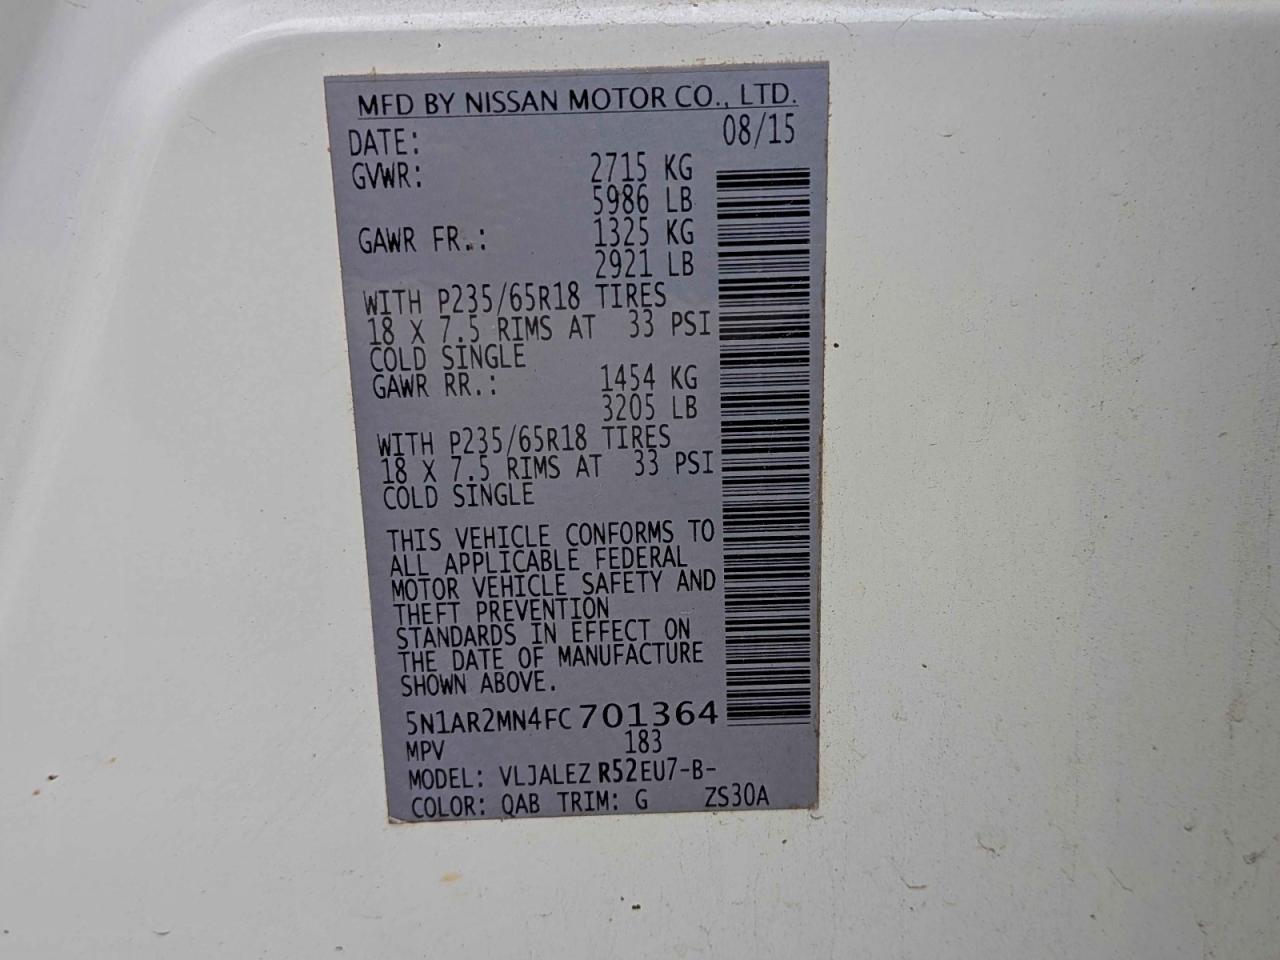 MFD BY NISSAN MOTOR CO., LTD.
DATE: 08/15
GVWR: 2715 KG
5986 LB
GAWR FR.: 1325 KG
2921 LB
WITH P235/65R18 TIRES
18 X 7.5 RIMS AT 33 PSI
COLD SINGLE
GAWR RR.: 1454 KG
3205 LB
WITH P235/65R18 TIRES
18 X 7.5 RIMS AT 33 PSI
COLD SINGLE
THIS VEHICLE CONFORMS TO
ALL APPLICABLE FEDERAL
MOTOR VEHICLE SAFETY AND
THEFT PREVENTION
STANDARDS IN EFFECT ON
THE DATE OF MANUFACTURE
SHOWN ABOVE.
5N1AR2MN4FC701364
MPV 183
MODEL: VLJALEZ R52EU7-B-
COLOR: QAB TRIM: G ZS30A